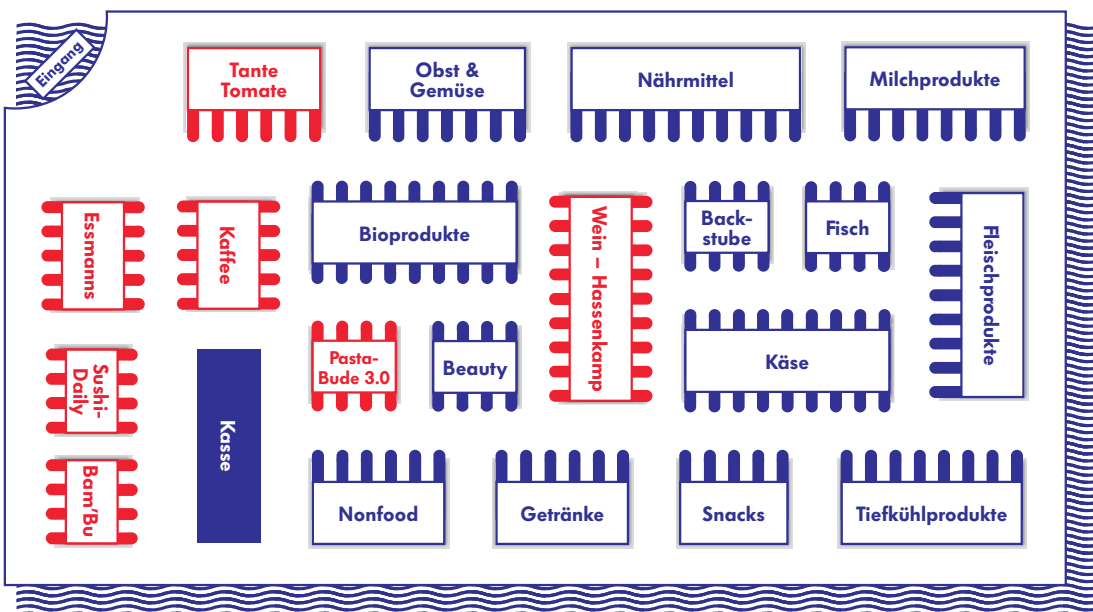 Eingang
Tante
Tomate
Obst &
Gemüse
Nährmittel
Milchprodukte
Essmanns
Kaffee
Bioprodukte
Wein – Hassenkamp
Back-
stube
Fisch
Fleischprodukte
Sushi-
Daily
Kasse
Pasta-
Bude 3.0
Beauty
Käse
Bam'Bu
Nonfood
Getränke
Snacks
Tiefkühlprodukte